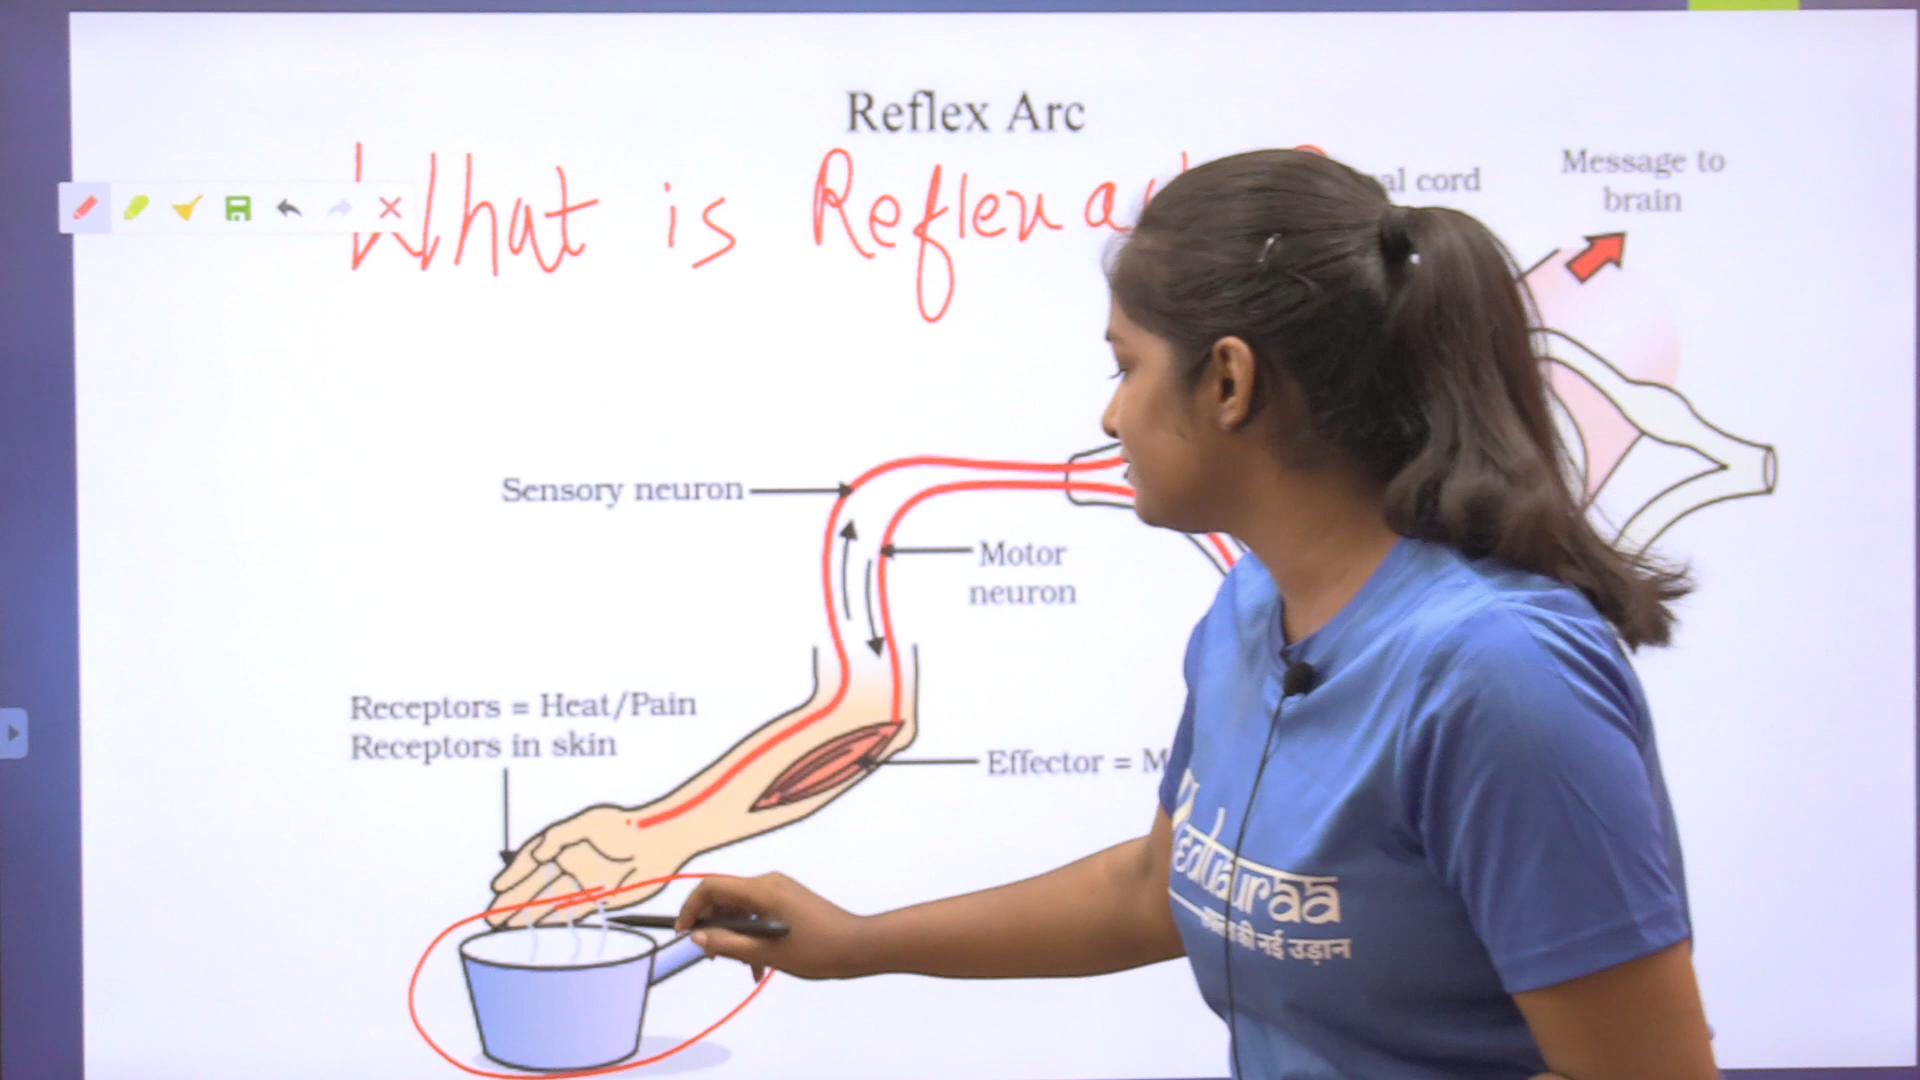 Reflex Arc
What is Reflex
al cord
Message to
brain
Sensory neuron
Motor
neuron
Receptors = Heat/Pain
Receptors in skin
Effector = M
eduauraa
की नई उड़ान